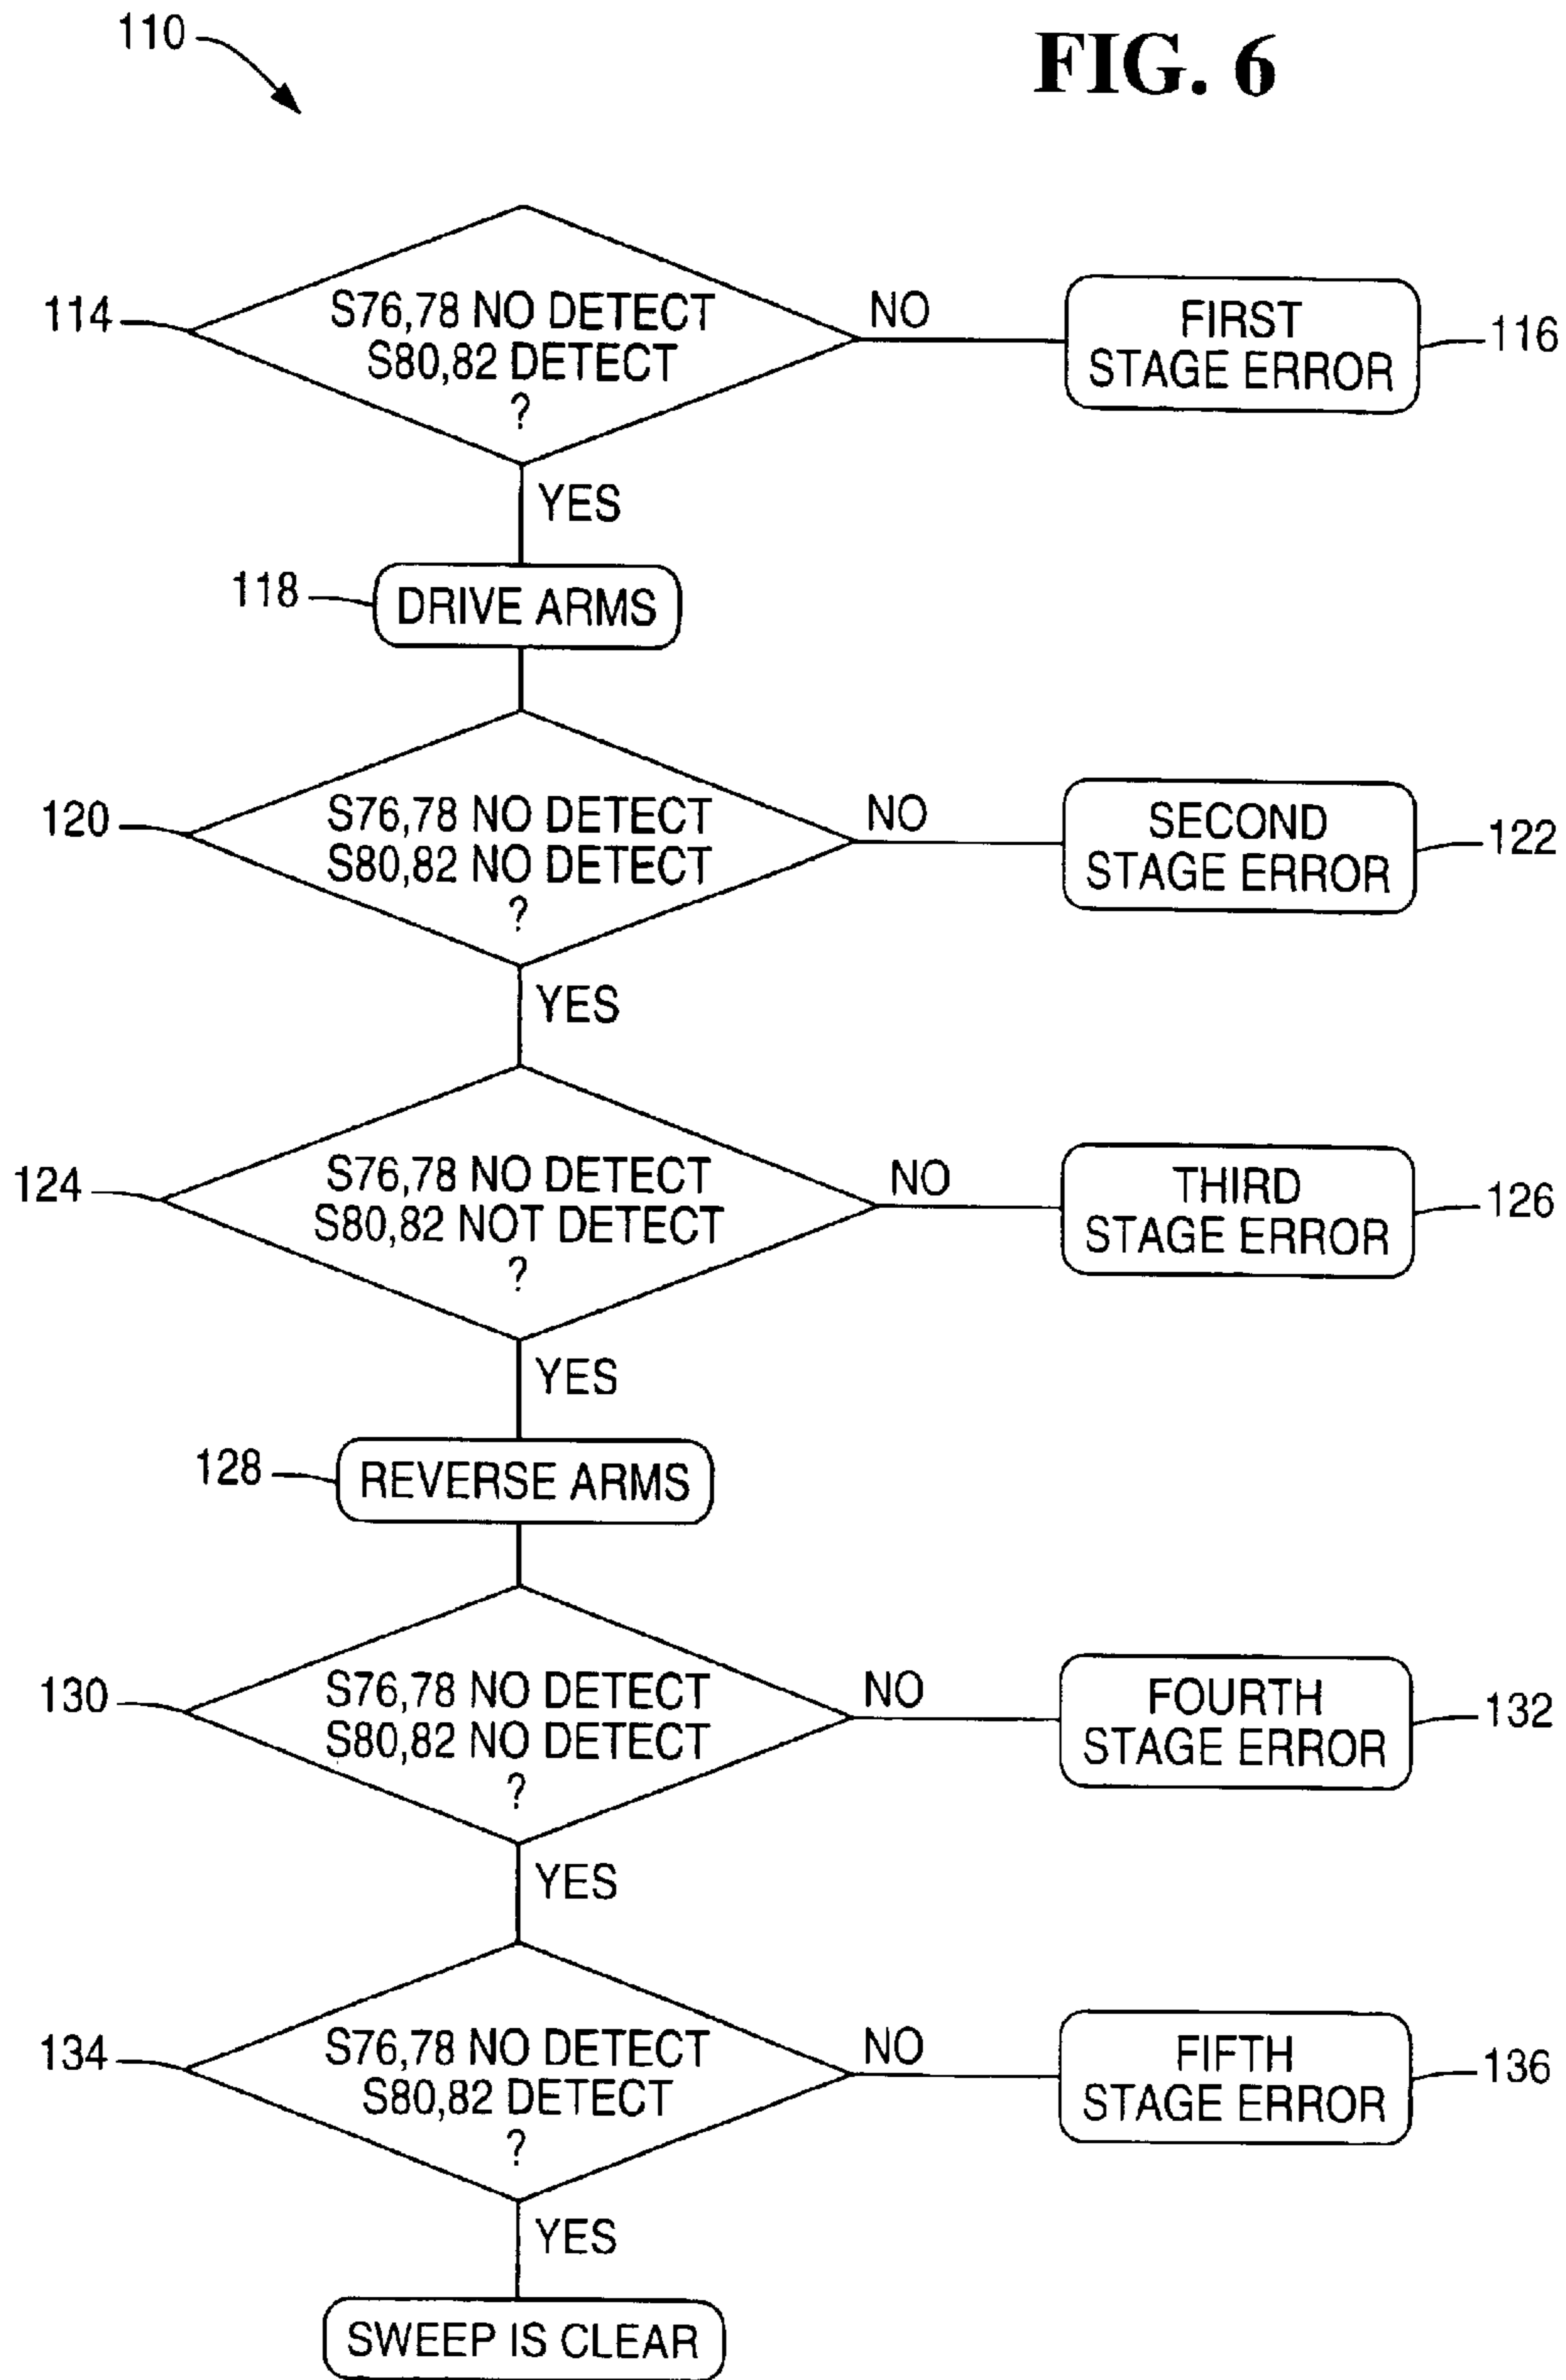 110
FIG. 6
114
S76,78 NO DETECT
S80,82 DETECT
?
NO
FIRST
STAGE ERROR
116
YES
118
DRIVE ARMS
120
S76,78 NO DETECT
S80,82 NO DETECT
?
NO
SECOND
STAGE ERROR
122
YES
124
S76,78 NO DETECT
S80,82 NOT DETECT
?
NO
THIRD
STAGE ERROR
126
YES
128
REVERSE ARMS
130
S76,78 NO DETECT
S80,82 NO DETECT
?
NO
FOURTH
STAGE ERROR
132
YES
134
S76,78 NO DETECT
S80,82 DETECT
?
NO
FIFTH
STAGE ERROR
136
YES
SWEEP IS CLEAR